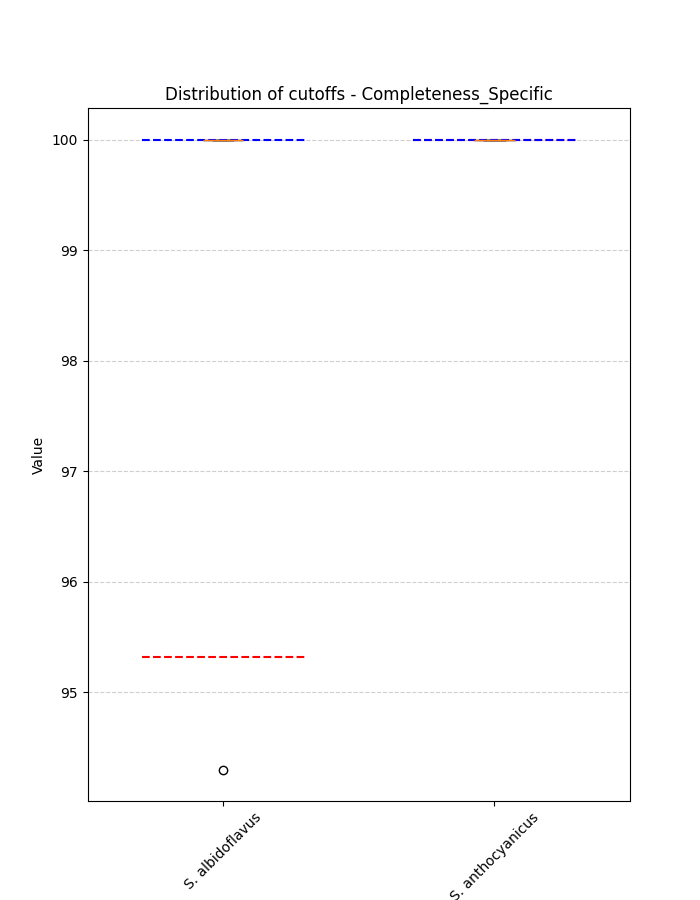 Distribution of cutoffs - Completeness_Specific
100
99
98
97
96
95
Value
S. albidoflavus
S. anthocyanicus